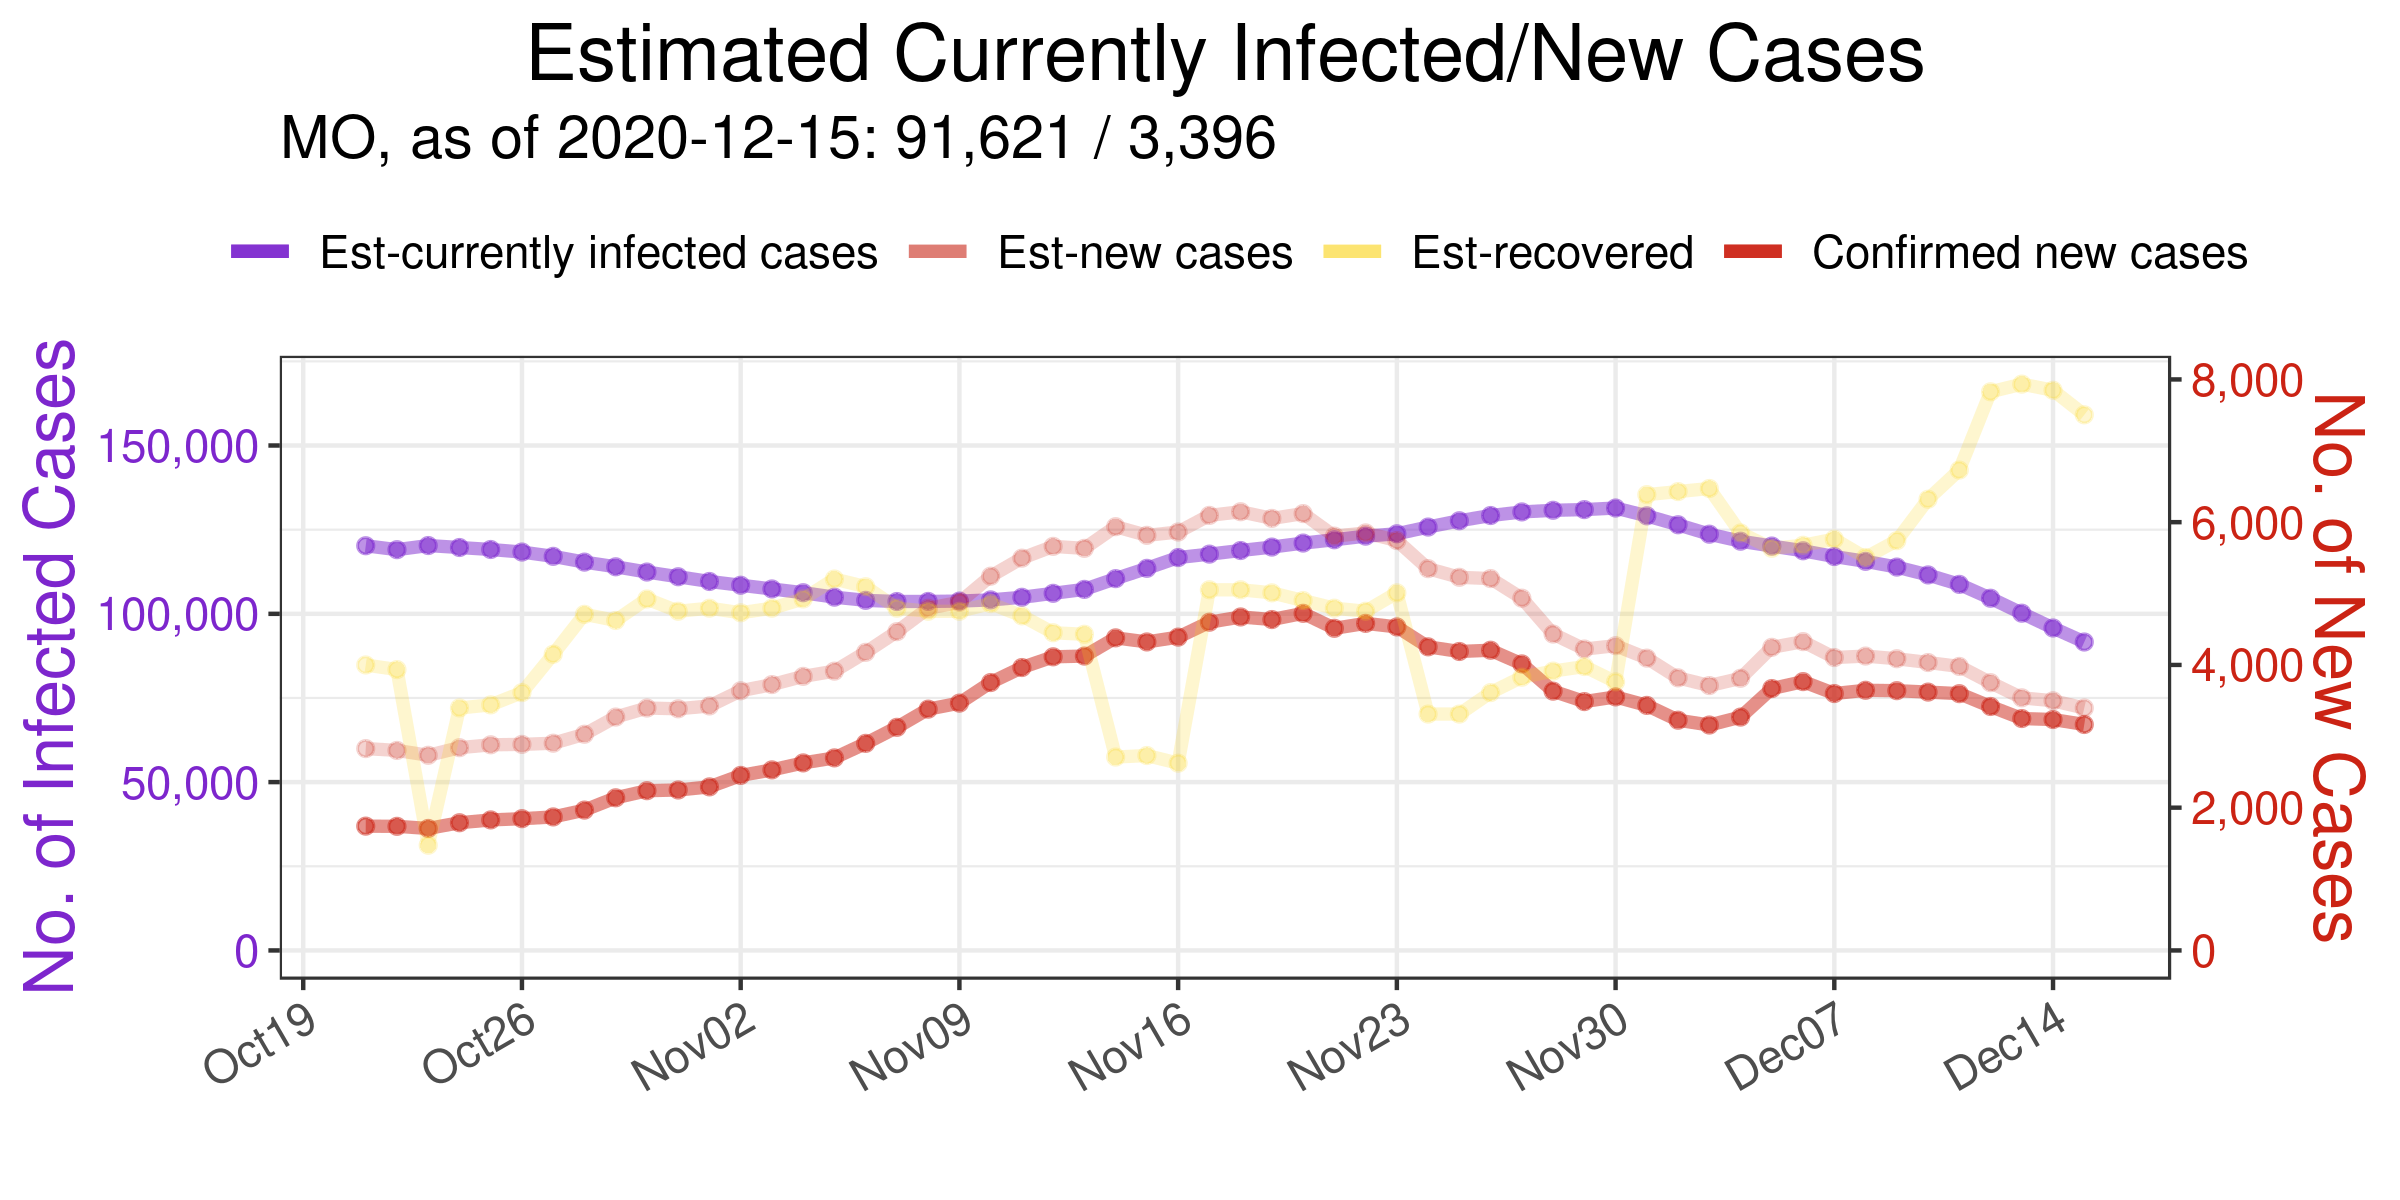 Estimated Currently Infected/New Cases
MO, as of 2020-12-15: 91,621 / 3,396
Est-currently infected cases Est-new cases Est-recovered Confirmed new cases
No. of Infected Cases
150,000
100,000
50,000
0
8,000
6,000
4,000
2,000
0
No. of New Cases
Oct19 Oct26 Nov02 Nov09 Nov16 Nov23 Nov30 Dec07 Dec14